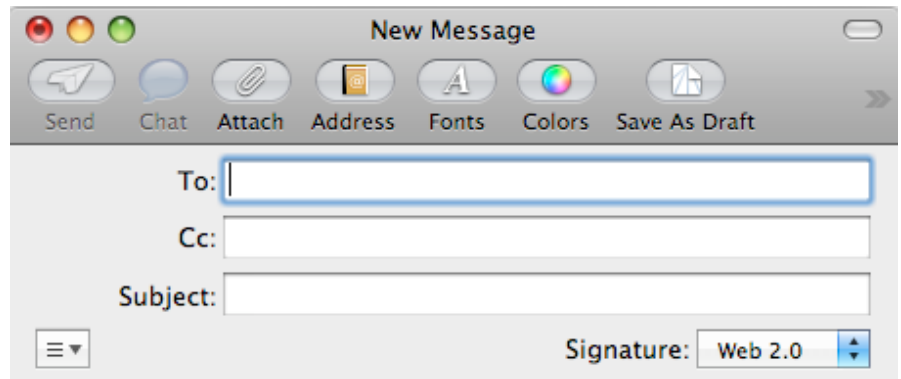 New Message
Send Chat Attach Address Fonts Colors Save As Draft
To:
Cc:
Subject:
Signature: Web 2.0